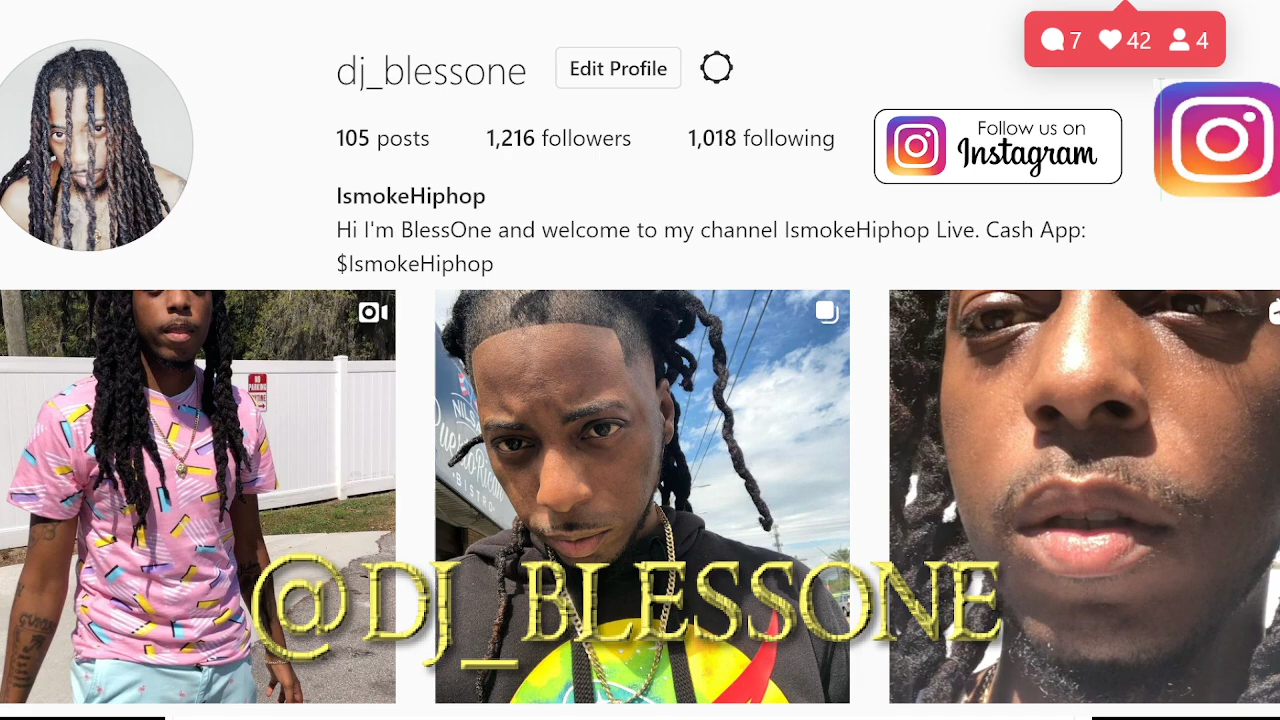 7 42 4
dj_blessone Edit Profile
105 posts 1,216 followers 1,018 following
Follow us on
Instagram
IsmokeHiphop
Hi I'm BlessOne and welcome to my channel IsmokeHiphop Live. Cash App:
$IsmokeHiphop
NO
PARKING
BISTRO
@DJ_BLESSONE